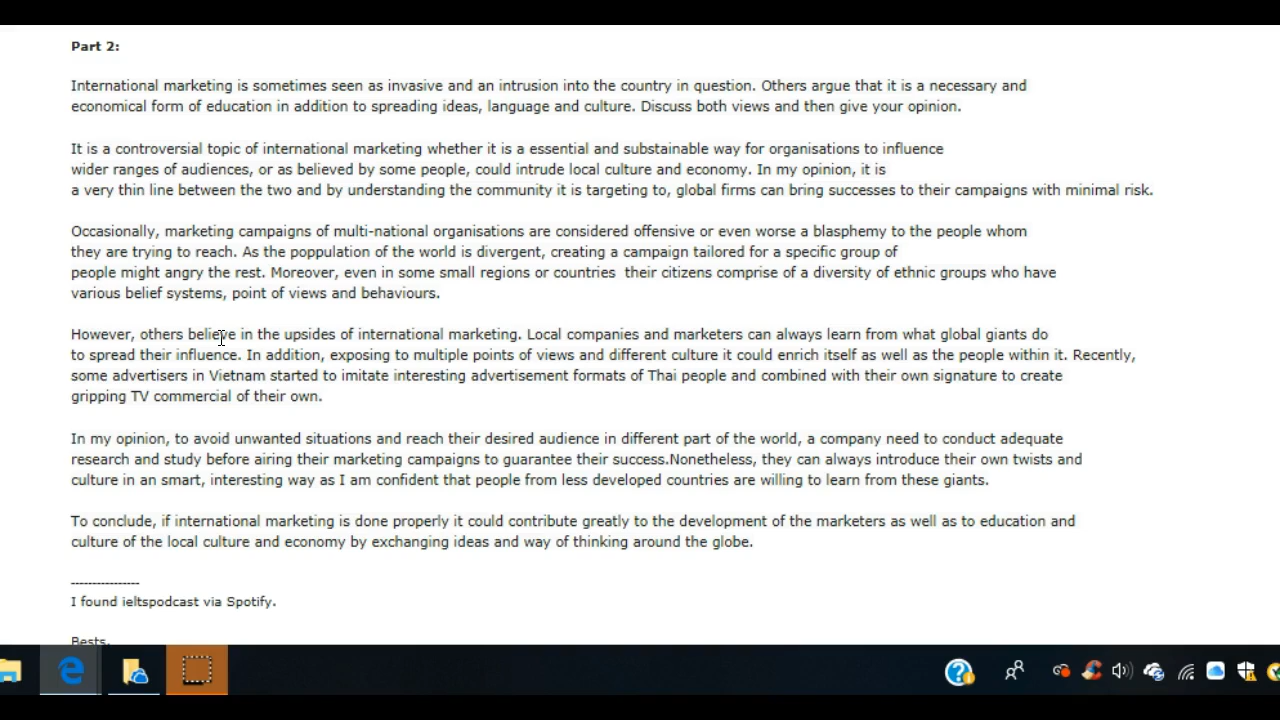 Part 2:
International marketing is sometimes seen as invasive and an intrusion into the country in question. Others argue that it is a necessary and
economical form of education in addition to spreading ideas, language and culture. Discuss both views and then give your opinion.
It is a controversial topic of international marketing whether it is a essential and substainable way for organisations to influence
wider ranges of audiences, or as believed by some people, could intrude local culture and economy. In my opinion, it is
a very thin line between the two and by understanding the community it is targeting to, global firms can bring successes to their campaigns with minimal risk.
Occasionally, marketing campaigns of multi-national organisations are considered offensive or even worse a blasphemy to the people whom
they are trying to reach. As the poppulation of the world is divergent, creating a campaign tailored for a specific group of
people might angry the rest. Moreover, even in some small regions or countries  their citizens comprise of a diversity of ethnic groups who have
various belief systems, point of views and behaviours.
However, others believe in the upsides of international marketing. Local companies and marketers can always learn from what global giants do
to spread their influence. In addition, exposing to multiple points of views and different culture it could enrich itself as well as the people within it. Recently,
some advertisers in Vietnam started to imitate interesting advertisement formats of Thai people and combined with their own signature to create
gripping TV commercial of their own.
In my opinion, to avoid unwanted situations and reach their desired audience in different part of the world, a company need to conduct adequate
research and study before airing their marketing campaigns to guarantee their success.Nonetheless, they can always introduce their own twists and
culture in an smart, interesting way as I am confident that people from less developed countries are willing to learn from these giants.
To conclude, if international marketing is done properly it could contribute greatly to the development of the marketers as well as to education and
culture of the local culture and economy by exchanging ideas and way of thinking around the globe.
----------------
I found ieltspodcast via Spotify.
Bests,